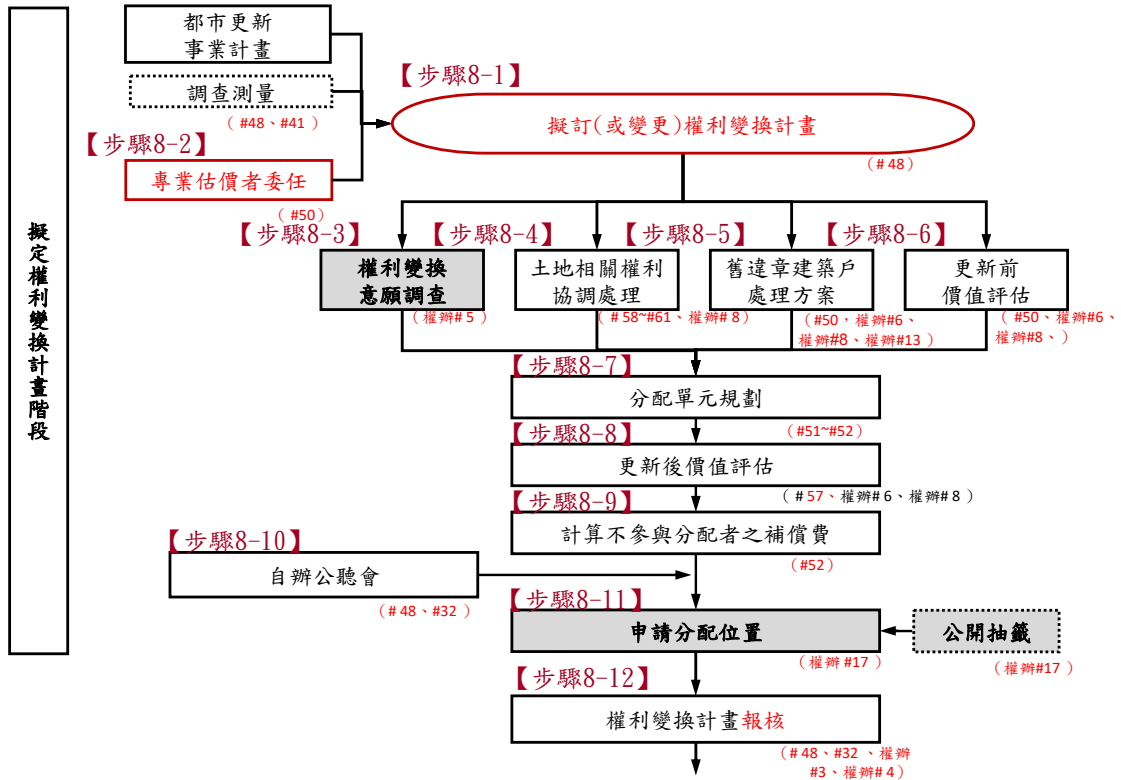 擬定權利變換計畫階段
都市更新
事業計畫
調查測量
(#48、#41)
【步驟8-1】
擬訂(或變更)權利變換計畫
(#48)
【步驟8-2】
專業估價者委任
(#50)
【步驟8-3】
權利變換
意願調查
(權辦#5)
【步驟8-4】
土地相關權利
協調處理
(#58~#61、權辦#8)
【步驟8-5】
舊違章建築戶
處理方案
(#50，權辦#6、
權辦#8、權辦#13)
【步驟8-6】
更新前
價值評估
(#50、權辦#6、
權辦#8、)
【步驟8-7】
分配單元規劃
(#51~#52)
【步驟8-8】
更新後價值評估
(#57、權辦#6、權辦#8)
【步驟8-9】
計算不參與分配者之補償費
(#52)
【步驟8-10】
自辦公聽會
(#48、#32)
【步驟8-11】
申請分配位置
(權辦#17)
公開抽籤
(權辦#17)
【步驟8-12】
權利變換計畫報核
(#48、#32、權辦
#3、權辦#4)